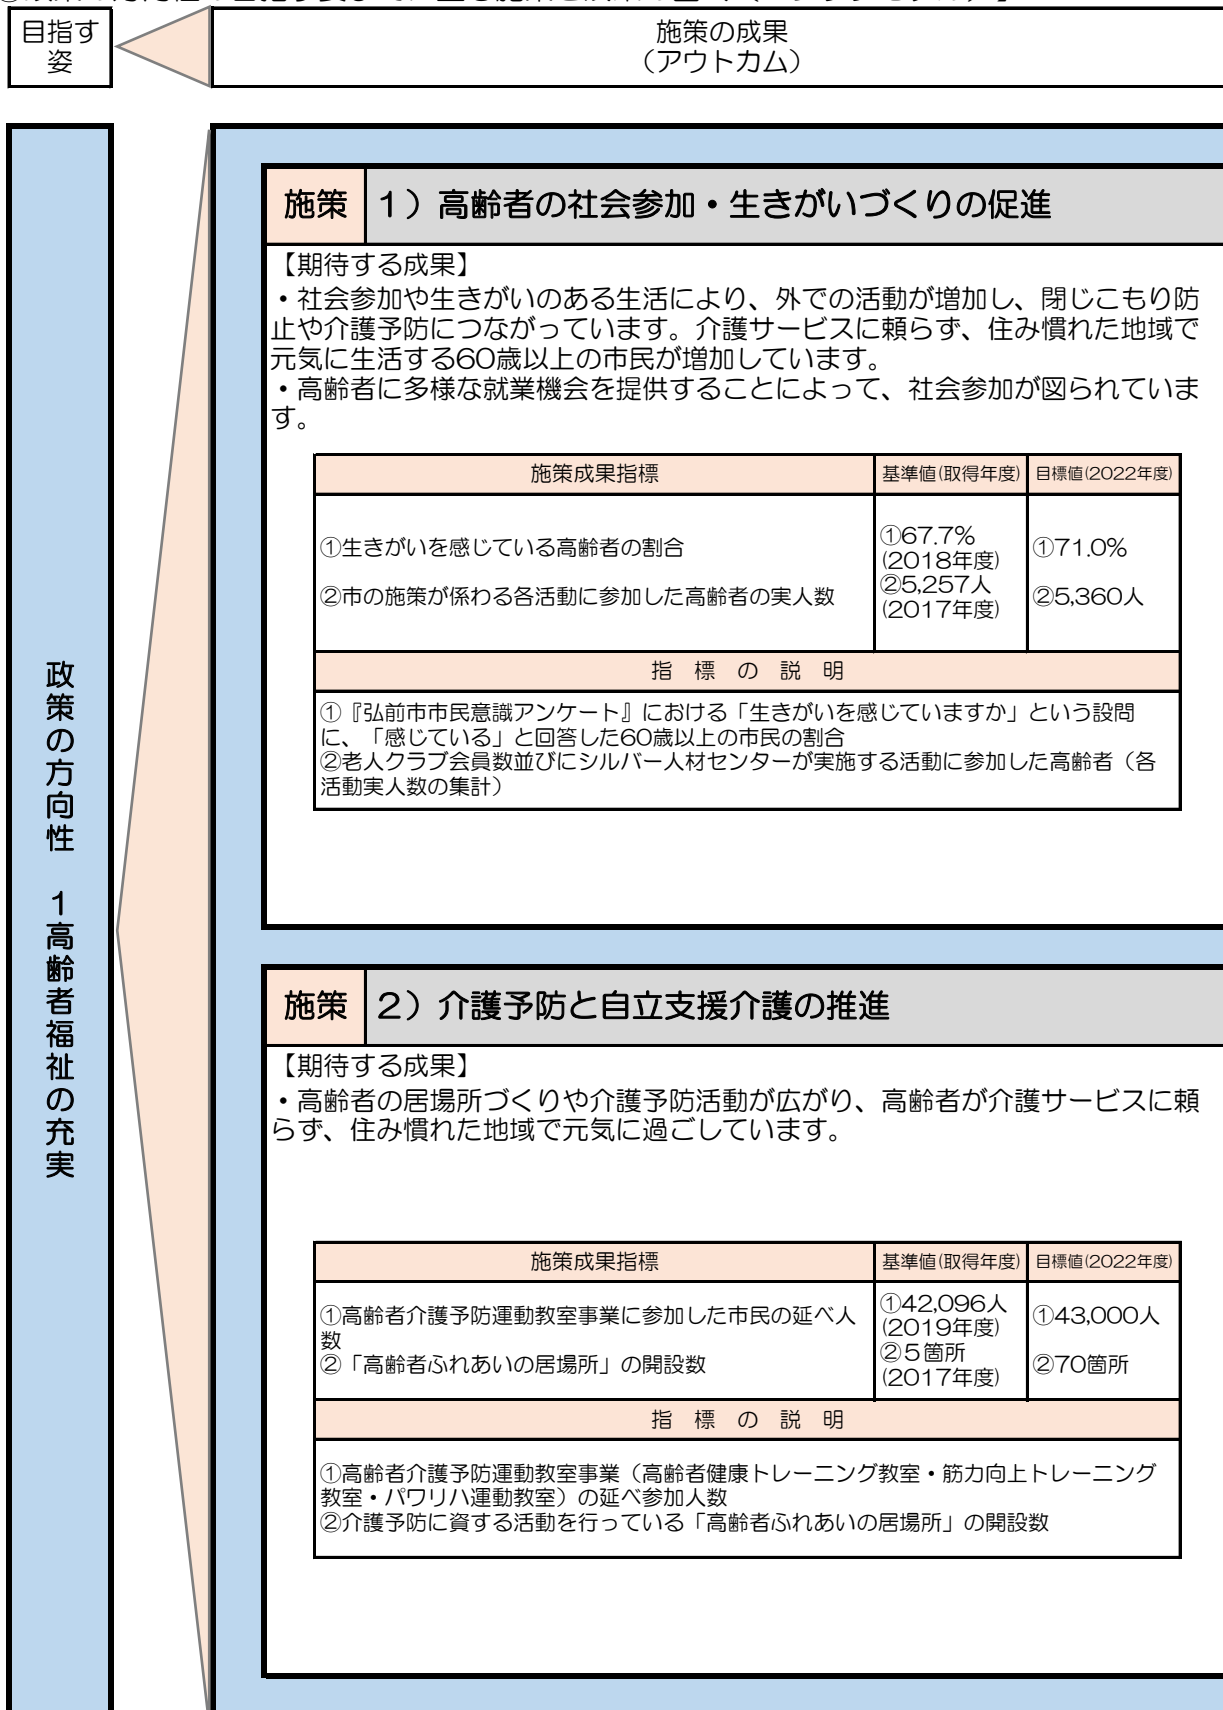 目指す
姿
施策の成果
（アウトカム）
政策の方向性　１高齢者福祉の充実
施策
１）高齢者の社会参加・生きがいづくりの促進
【期待する成果】
・社会参加や生きがいのある生活により、外での活動が増加し、閉じこもり防
止や介護予防につながっています。介護サービスに頼らず、住み慣れた地域で
元気に生活する60歳以上の市民が増加しています。
・高齢者に多様な就業機会を提供することによって、社会参加が図られていま
す。
施策成果指標
基準値(取得年度)
目標値(2022年度)
①生きがいを感じている高齢者の割合
②市の施策が係わる各活動に参加した高齢者の実人数
①67.7%
(2018年度)
②5,257人
(2017年度)
①71.0%
②5,360人
指　標　の　説　明
①『弘前市市民意識アンケート』における「生きがいを感じていますか」という設問
に、「感じている」と回答した60歳以上の市民の割合
②老人クラブ会員数並びにシルバー人材センターが実施する活動に参加した高齢者（各
活動実人数の集計）
施策
２）介護予防と自立支援介護の推進
【期待する成果】
・高齢者の居場所づくりや介護予防活動が広がり、高齢者が介護サービスに頼
らず、住み慣れた地域で元気に過ごしています。
施策成果指標
基準値(取得年度)
目標値(2022年度)
①高齢者介護予防運動教室事業に参加した市民の延べ人
数
②「高齢者ふれあいの居場所」の開設数
①42,096人
(2019年度)
②５箇所
(2017年度)
①43,000人
②70箇所
指　標　の　説　明
①高齢者介護予防運動教室事業（高齢者健康トレーニング教室・筋力向上トレーニング
教室・パワリハ運動教室）の延べ参加人数
②介護予防に資する活動を行っている「高齢者ふれあいの居場所」の開設数